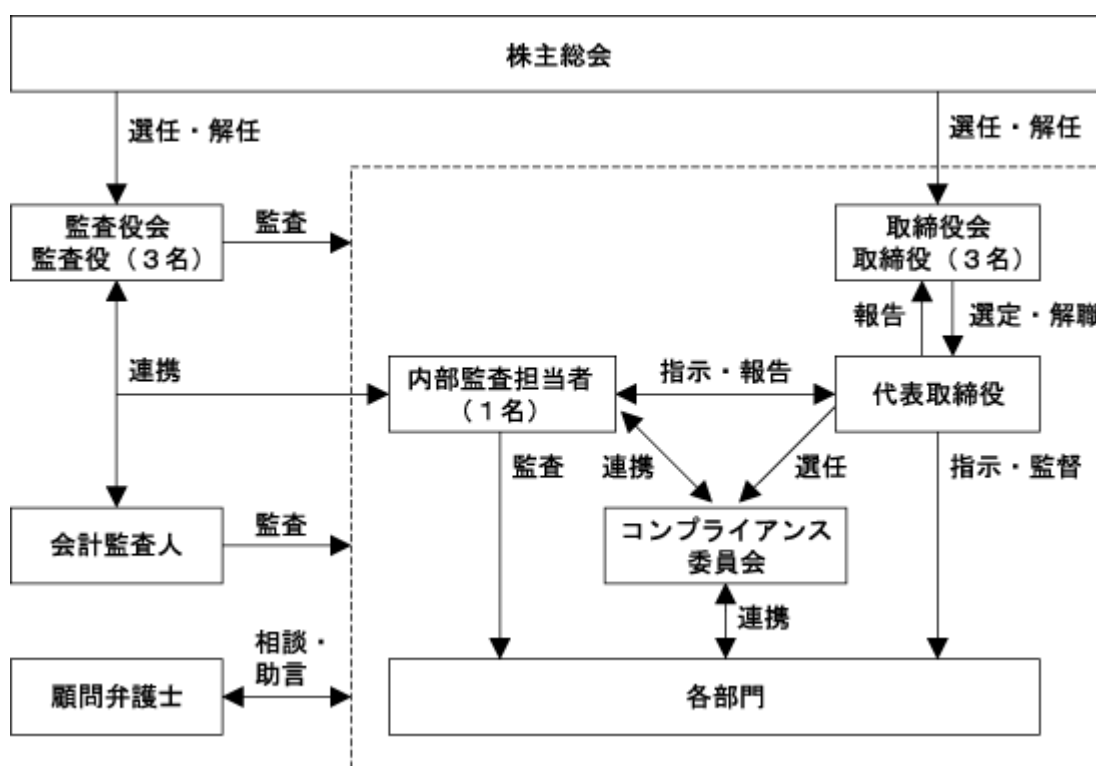 株主総会
選任・解任
選任・解任
監査役会
監査役（３名）
監査
取締役会
取締役（３名）
報告
選定・解職
連携
内部監査担当者
（１名）
指示・報告
代表取締役
監査
連携
選任
指示・監督
会計監査人
監査
コンプライアンス
委員会
連携
顧問弁護士
相談・
助言
各部門